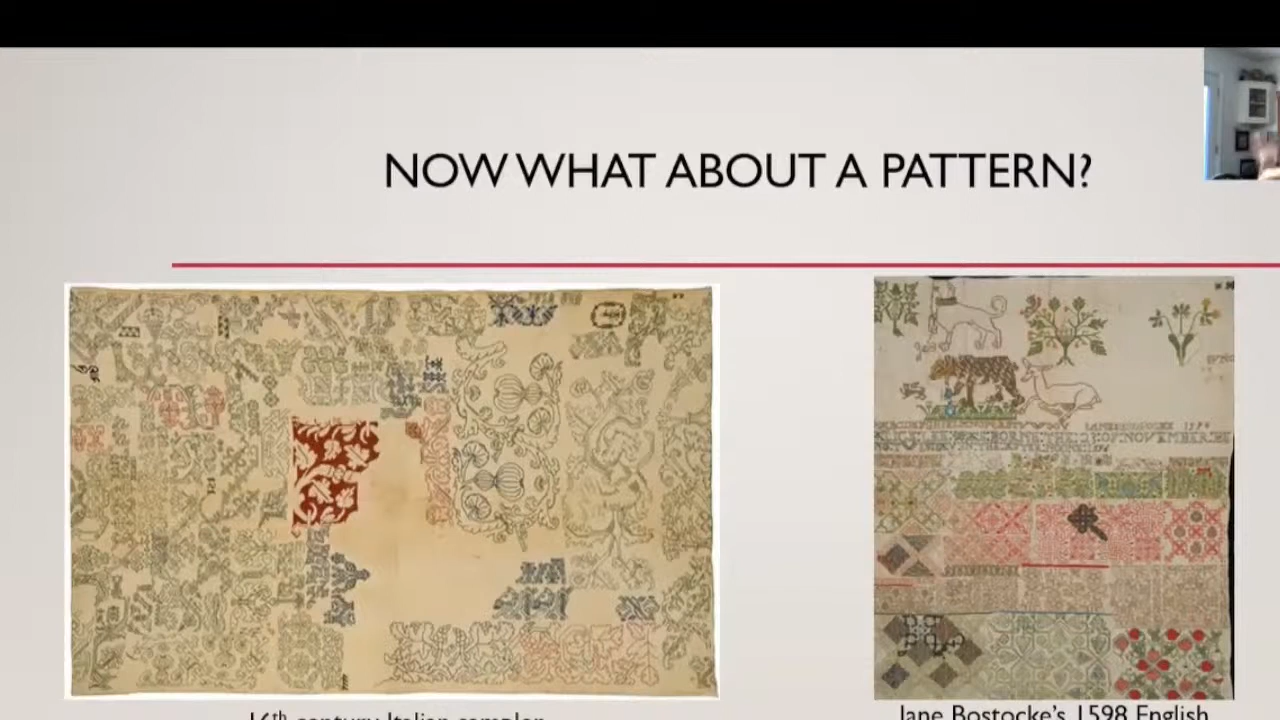 NOW WHAT ABOUT A PATTERN?
16th century Italian sampler
Jane Bostocke's 1598 English